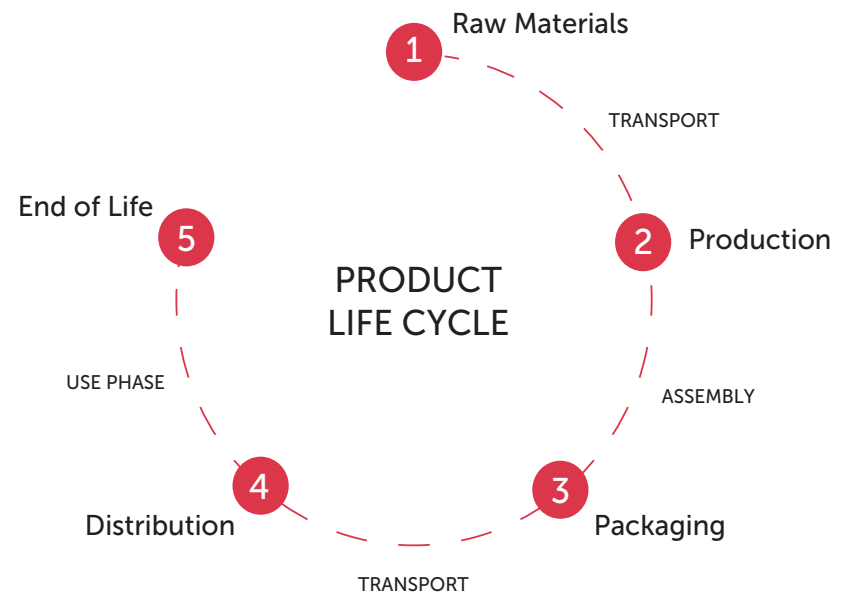 1
Raw Materials
TRANSPORT
2
Production
ASSEMBLY
3
Packaging
TRANSPORT
4
Distribution
USE PHASE
5
End of Life
PRODUCT
LIFE CYCLE